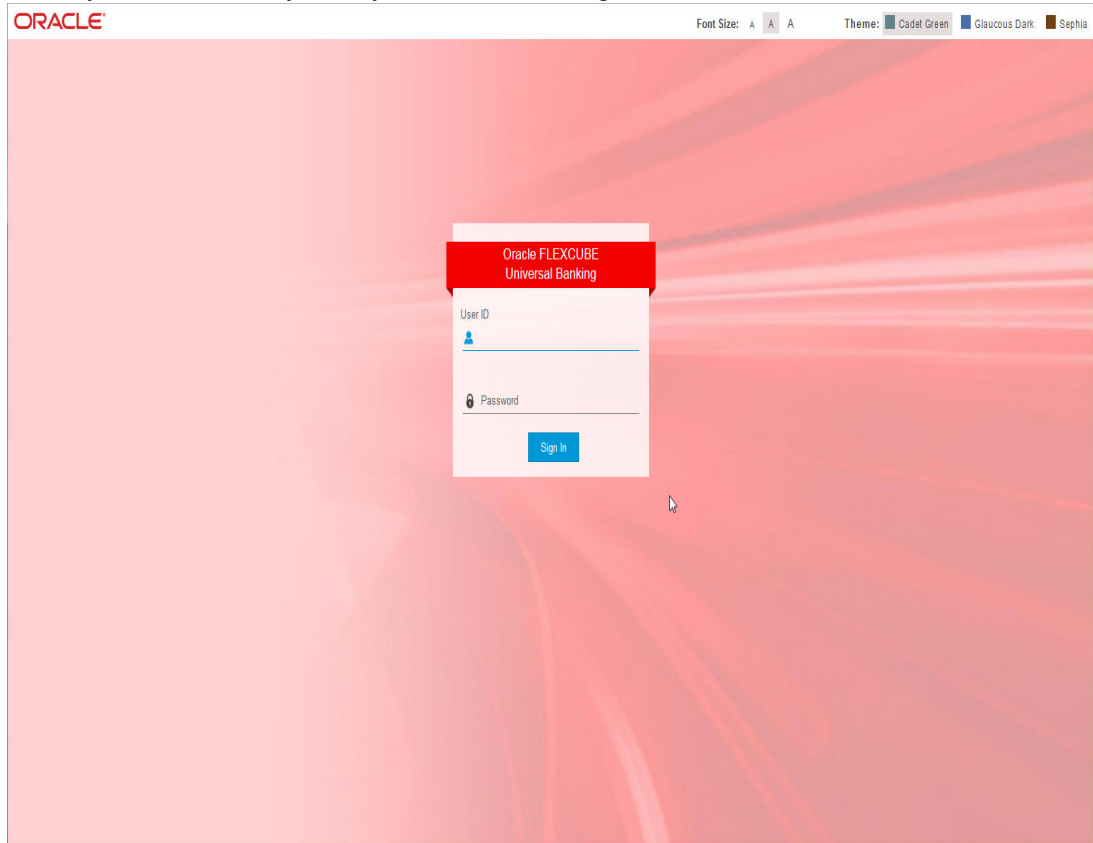 ORACLE
Font Size: A A A Theme: Cadet Green Glaucous Dark Sephia
Oracle FLEXCUBE
Universal Banking
User ID
Password
Sign In